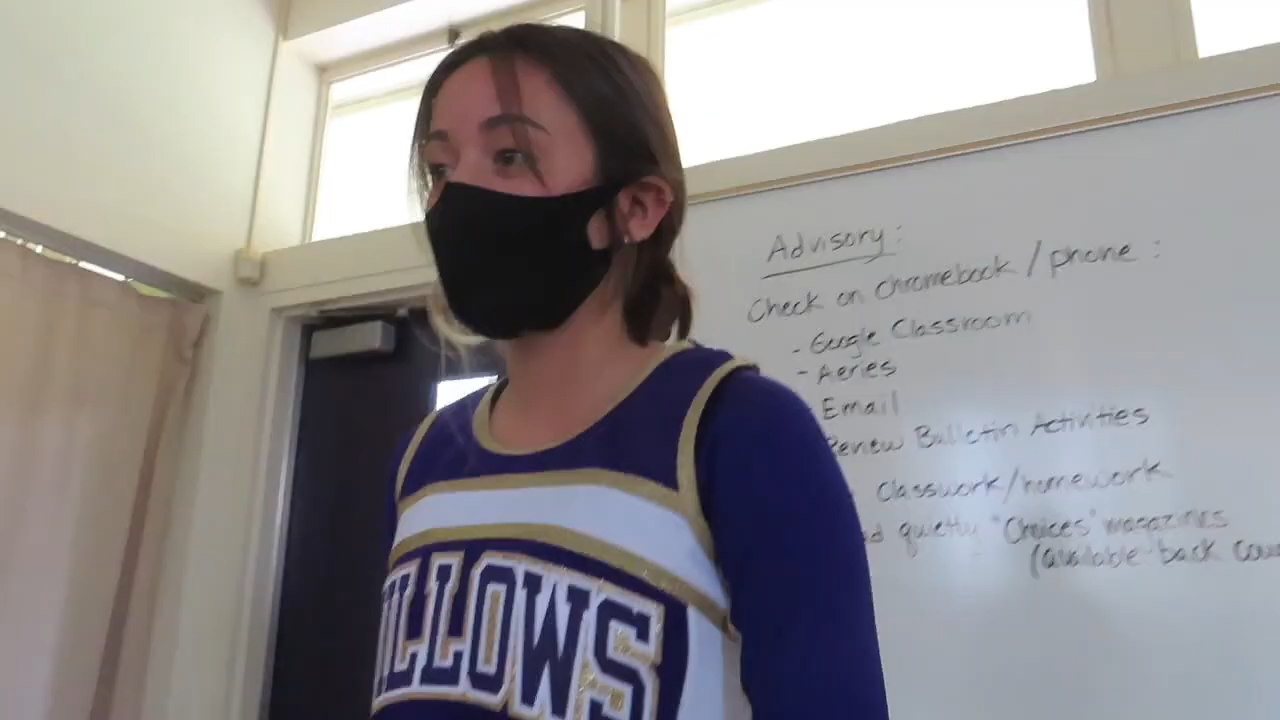 Advisory:
Check on Chromebook / phone:
- Google Classroom
- Aeries
Email
Review Bulletin Activities
Classwork/homework
quietly "Choices" magazines
(available back
ILLOWS